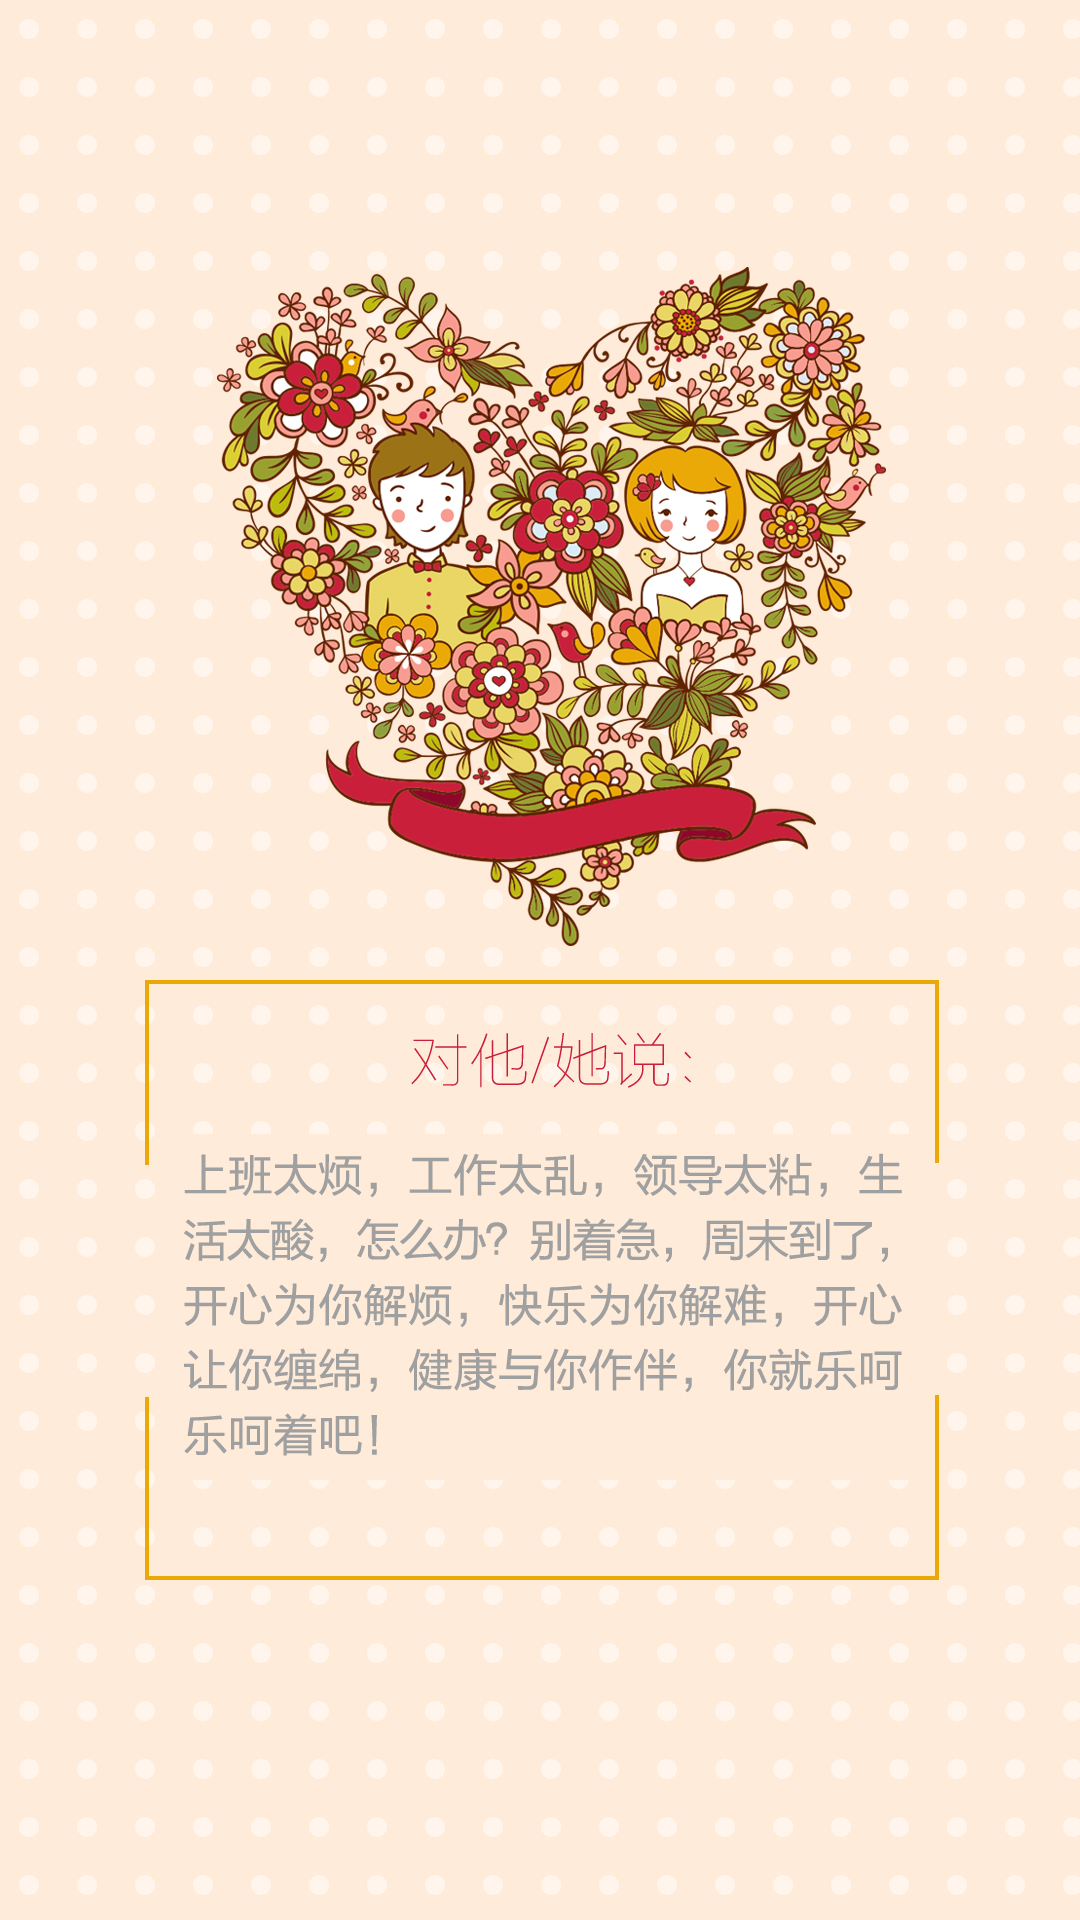 对他/她说：
上班太烦，工作太乱，领导太粘，生
活太酸，怎么办？别着急，周末到了，
开心为你解烦，快乐为你解难，开心
让你缠绵，健康与你作伴，你就乐呵
乐呵着吧！